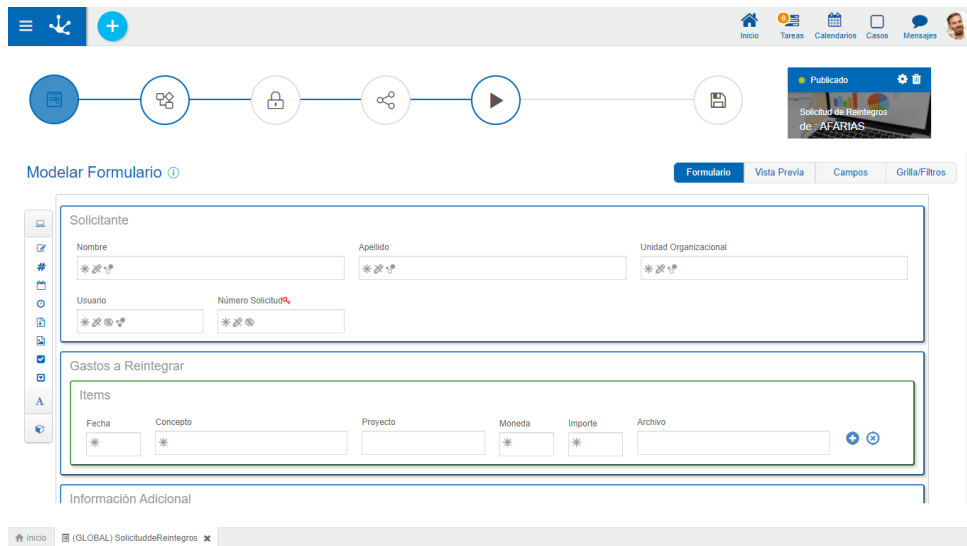 6
Inicio Tareas Calendarios Casos Mensajes
Publicado
Solicitud de Reintegros
de : AFARIAS
Modelar Formulario
Formulario Vista Previa Campos Grilla/Filtros
Solicitante
Nombre Apellido Unidad Organizacional
Usuario Número Solicitud
Gastos a Reintegrar
Items
Fecha Concepto Proyecto Moneda Importe Archivo
Información Adicional
Inicio (GLOBAL) SolicituddeReintegros